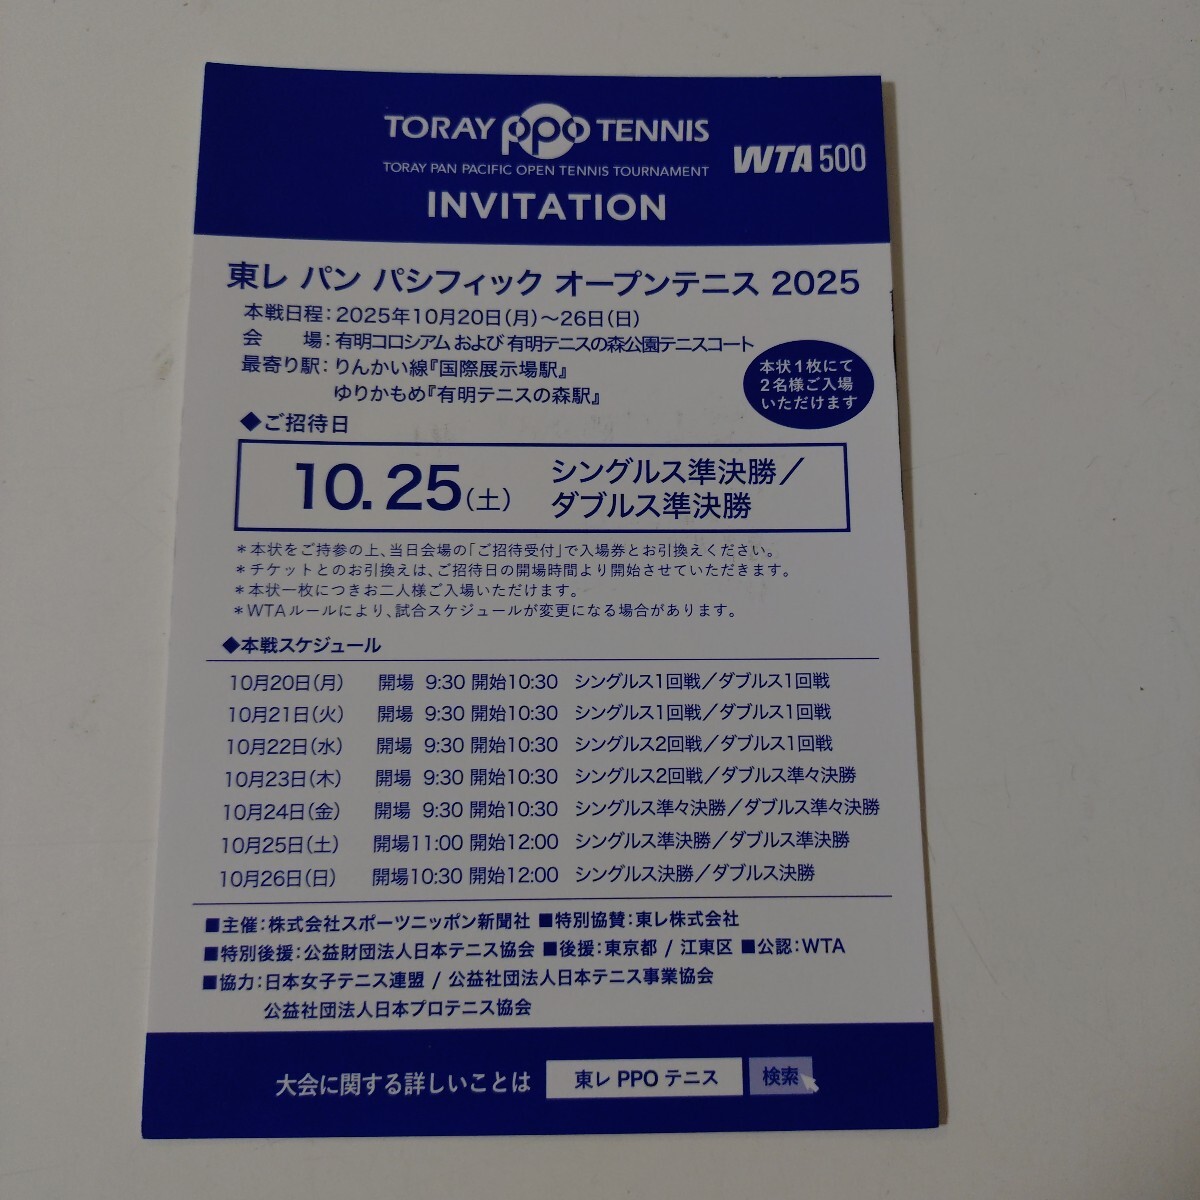 TORAY PPO TENNIS
TORAY PAN PACIFIC OPEN TENNIS TOURNAMENT
WTA 500
INVITATION
東レ パン パシフィック オープンテニス 2025
本戦日程：2025年10月20日(月)～26日(日)
会　　場：有明コロシアム および 有明テニスの森公園テニスコート
最寄り駅：りんかい線『国際展示場駅』
ゆりかもめ『有明テニスの森駅』
本状1枚にて
2名様ご入場
いただけます
◆ご招待日
10.25(土)
シングルス準決勝／
ダブルス準決勝
＊本状をご持参の上、当日会場の「ご招待受付」で入場券とお引換えください。
＊チケットとのお引換えは、ご招待日の開場時間より開始させていただきます。
＊本状一枚につきお二人様ご入場いただけます。
＊WTAルールにより、試合スケジュールが変更になる場合があります。
◆本戦スケジュール
10月20日(月) 開場 9:30 開始10:30 シングルス1回戦／ダブルス1回戦
10月21日(火) 開場 9:30 開始10:30 シングルス1回戦／ダブルス1回戦
10月22日(水) 開場 9:30 開始10:30 シングルス2回戦／ダブルス1回戦
10月23日(木) 開場 9:30 開始10:30 シングルス2回戦／ダブルス準々決勝
10月24日(金) 開場 9:30 開始10:30 シングルス準々決勝／ダブルス準々決勝
10月25日(土) 開場11:00 開始12:00 シングルス準決勝／ダブルス準決勝
10月26日(日) 開場10:30 開始12:00 シングルス決勝／ダブルス決勝
■主催：株式会社スポーツニッポン新聞社 ■特別協賛：東レ株式会社
■特別後援：公益財団法人日本テニス協会 ■後援：東京都 / 江東区 ■公認：WTA
■協力：日本女子テニス連盟 / 公益社団法人日本テニス事業協会
公益社団法人日本プロテニス協会
大会に関する詳しいことは 東レ PPO テニス 検索